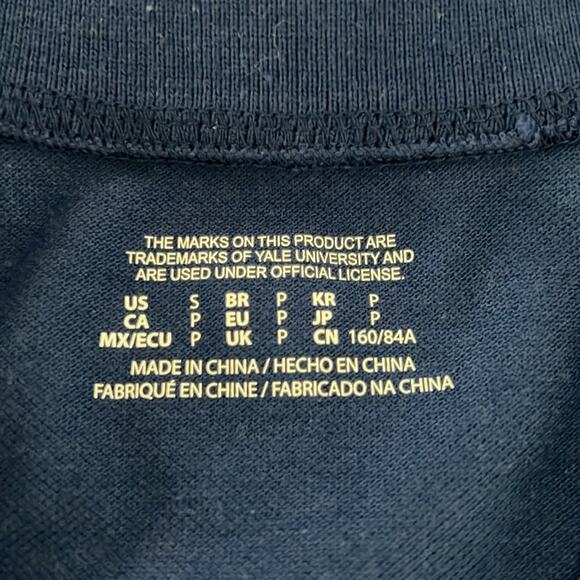 THE MARKS ON THIS PRODUCT ARE
TRADEMARKS OF YALE UNIVERSITY AND
ARE USED UNDER OFFICIAL LICENSE.
US S BR P KR P
CA P EU P JP P
MX/ECU P UK P CN 160/84A
MADE IN CHINA / HECHO EN CHINA
FABRIQUÉ EN CHINE / FABRICADO NA CHINA